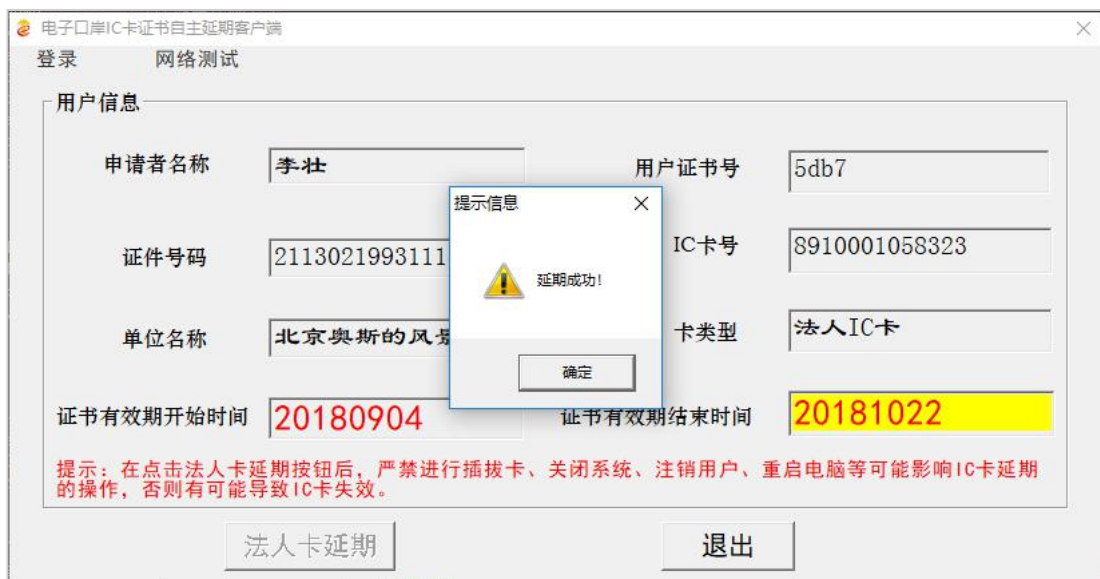 电子口岸IC卡证书自主延期客户端
登录 网络测试
用户信息
申请者名称 李壮 用户证书号 5db7
提示信息
证件号码 2113021993111 IC卡号 8910001058323
延期成功!
单位名称 北京奥斯的风 卡类型 法人IC卡
确定
证书有效期开始时间 20180904 证书有效期结束时间 20181022
提示：在点击法人卡延期按钮后，严禁进行插拔卡、关闭系统、注销用户、重启电脑等可能影响IC卡延期
的操作，否则有可能导致IC卡失效。
法人卡延期 退出